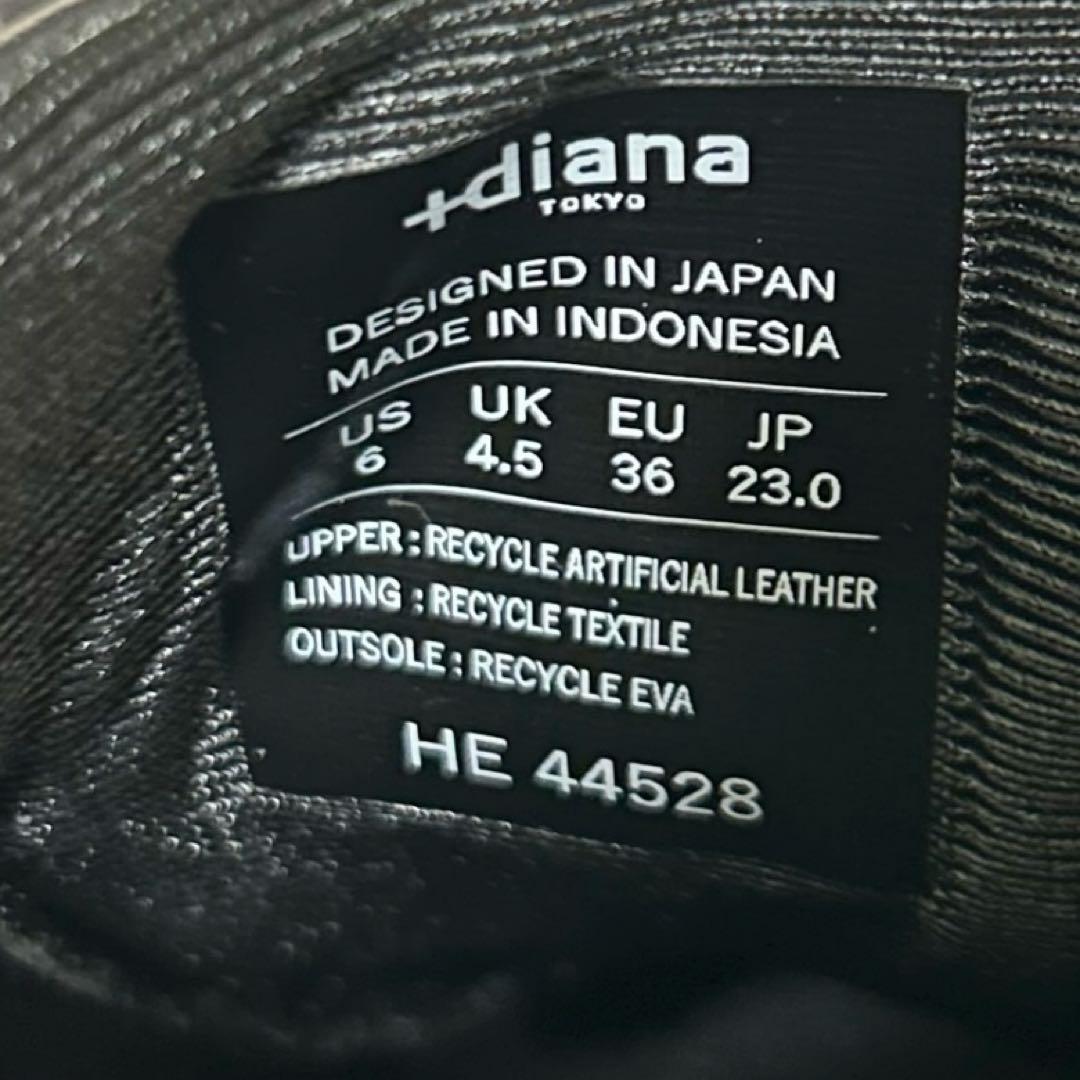 +diana
TOKYO
DESIGNED IN JAPAN
MADE IN INDONESIA
US UK EU JP
6 4.5 36 23.0
UPPER : RECYCLE ARTIFICIAL LEATHER
LINING : RECYCLE TEXTILE
OUTSOLE : RECYCLE EVA
HE 44528